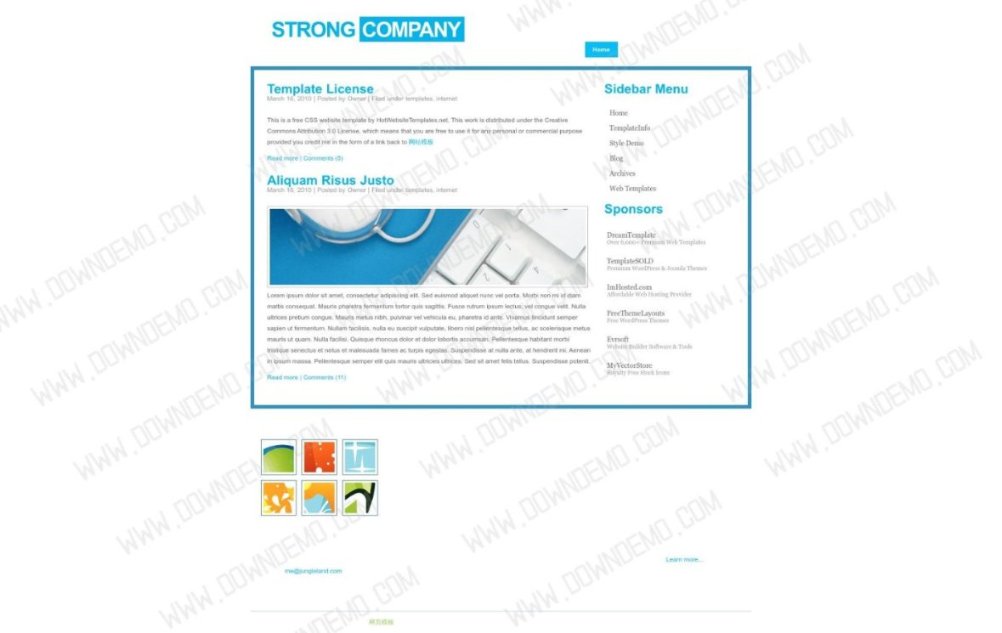 STRONG COMPANY
Home
Template License
March 16, 2010 | Posted by Owner | Filed under templates, internet
This is a free CSS website template by HotWebsiteTemplates.net. This work is distributed under the Creative
Commons Attribution 3.0 License, which means that you are free to use it for any personal or commercial purpose
provided you credit me in the form of a link back to 网站模板
Read more | Comments (5)
Aliquam Risus Justo
March 16, 2010 | Posted by Owner | Filed under templates, internet
Lorem ipsum dolor sit amet, consectetur adipiscing elit. Sed euismod aliquet nunc vel porta. Morbi non mi id diam
mattis consequat. Mauris pharetra fermentum tortor quis sagittis. Fusce rutrum ipsum lectus, vel congue velit. Nulla
ultrices pretium congue. Mauris metus nibh, pulvinar vel vehicula eu, pharetra id ante. Vivamus tincidunt semper
sapien ut fermentum. Nullam facilisis, nulla eu suscipit vulputate, libero nisl pellentesque tellus, ac scelerisque metus
mauris ut quam. Nulla facilisi. Quisque rhoncus dolor et dolor lobortis accumsan. Pellentesque habitant morbi
tristique senectus et netus et malesuada fames ac turpis egestas. Suspendisse at nulla ante, at hendrerit mi. Aenean
in ipsum massa. Pellentesque semper elit quis mauris ultricies ultrices. Sed sit amet felis tellus. Suspendisse potenti.
Read more | Comments (11)
Sidebar Menu
Home
TemplateInfo
Style Demo
Blog
Archives
Web Templates
Sponsors
DreamTemplate
Over 6,000+ Premium Web Templates
TemplateSOLD
Premium WordPress & Joomla Themes
ImHosted.com
Affordable Web Hosting Provider
FreeThemeLayouts
Free WordPress Themes
Evrsoft
Website Builder Software & Tools
MyVectorStore
Royalty Free Stock Icons
Learn more...
me@jungleland.com
网页模板
WWW.DOWNDEMO.COM